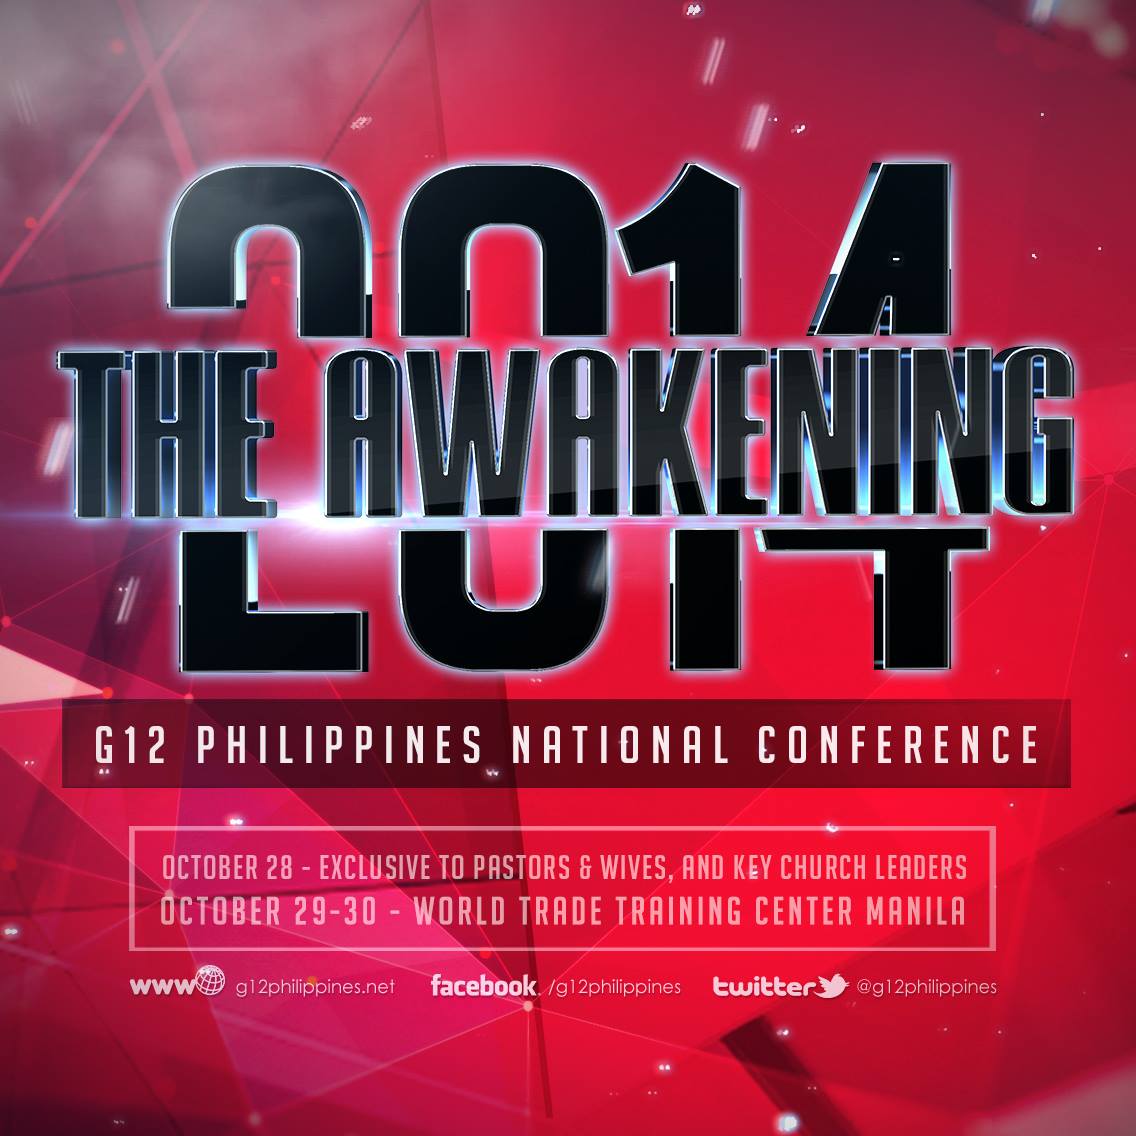 2014
THE AWAKENING
G12 PHILIPPINES NATIONAL CONFERENCE
OCTOBER 28 - EXCLUSIVE TO PASTORS & WIVES, AND KEY CHURCH LEADERS
OCTOBER 29-30 - WORLD TRADE TRAINING CENTER MANILA
www g12philippines.net facebook /g12philippines twitter @g12philippines